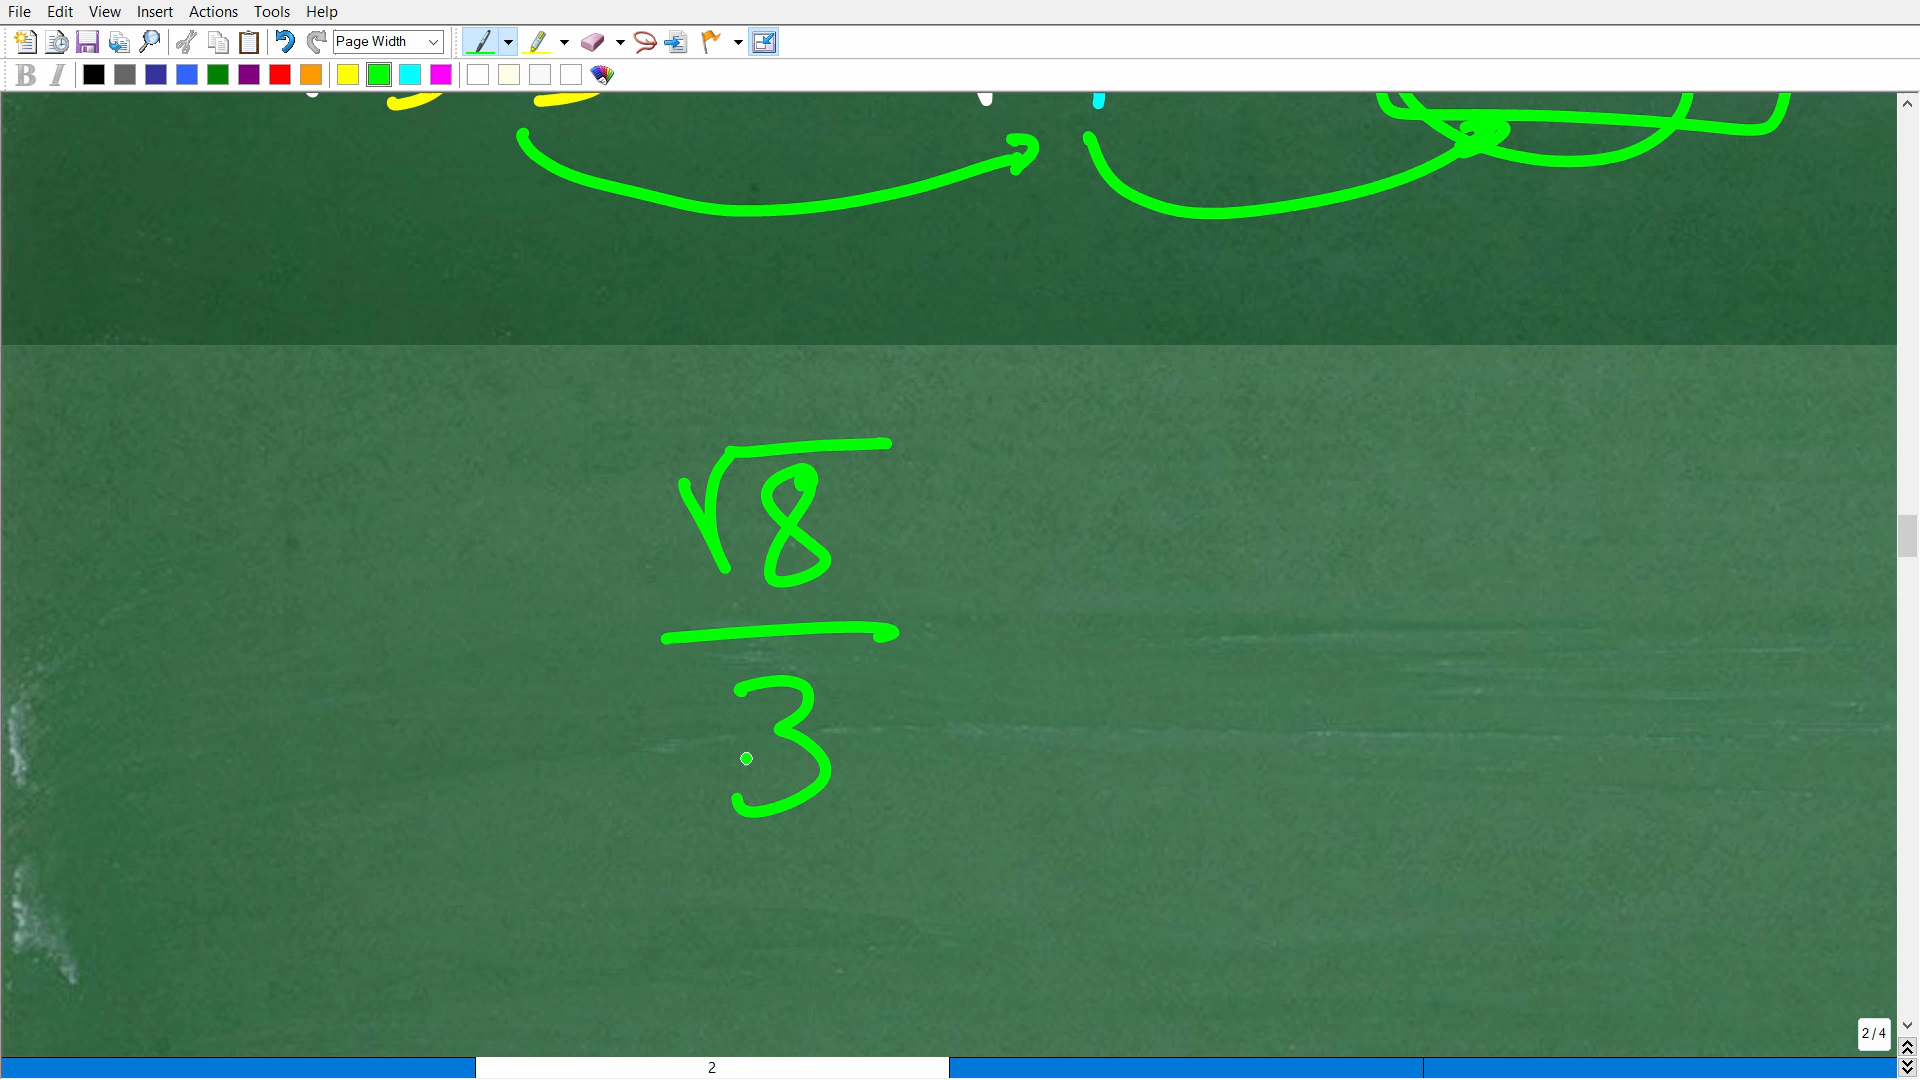 File Edit View Insert Actions Tools Help
Page Width
B I
√8
3
2 / 4
2